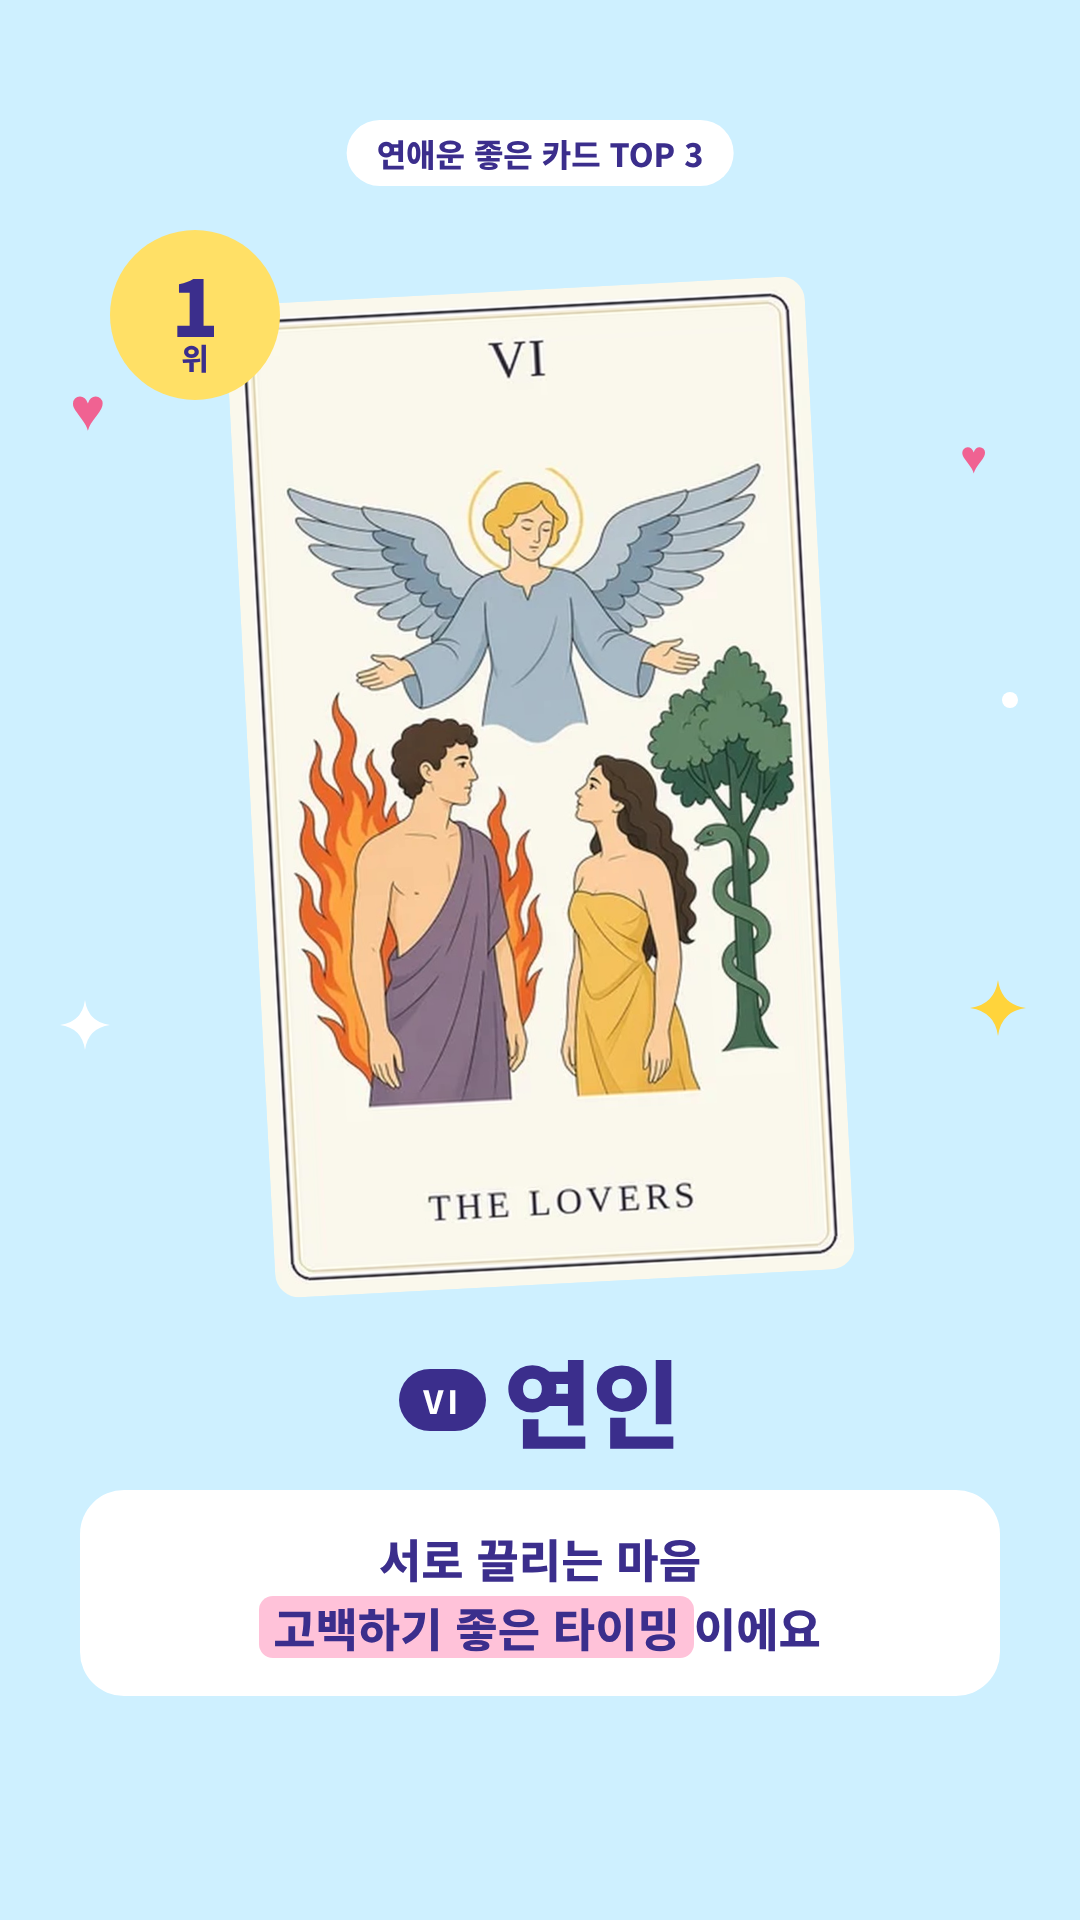 연애운 좋은 카드 TOP 3
1
위
VI
THE LOVERS
VI 연인
서로 끌리는 마음
고백하기 좋은 타이밍이에요